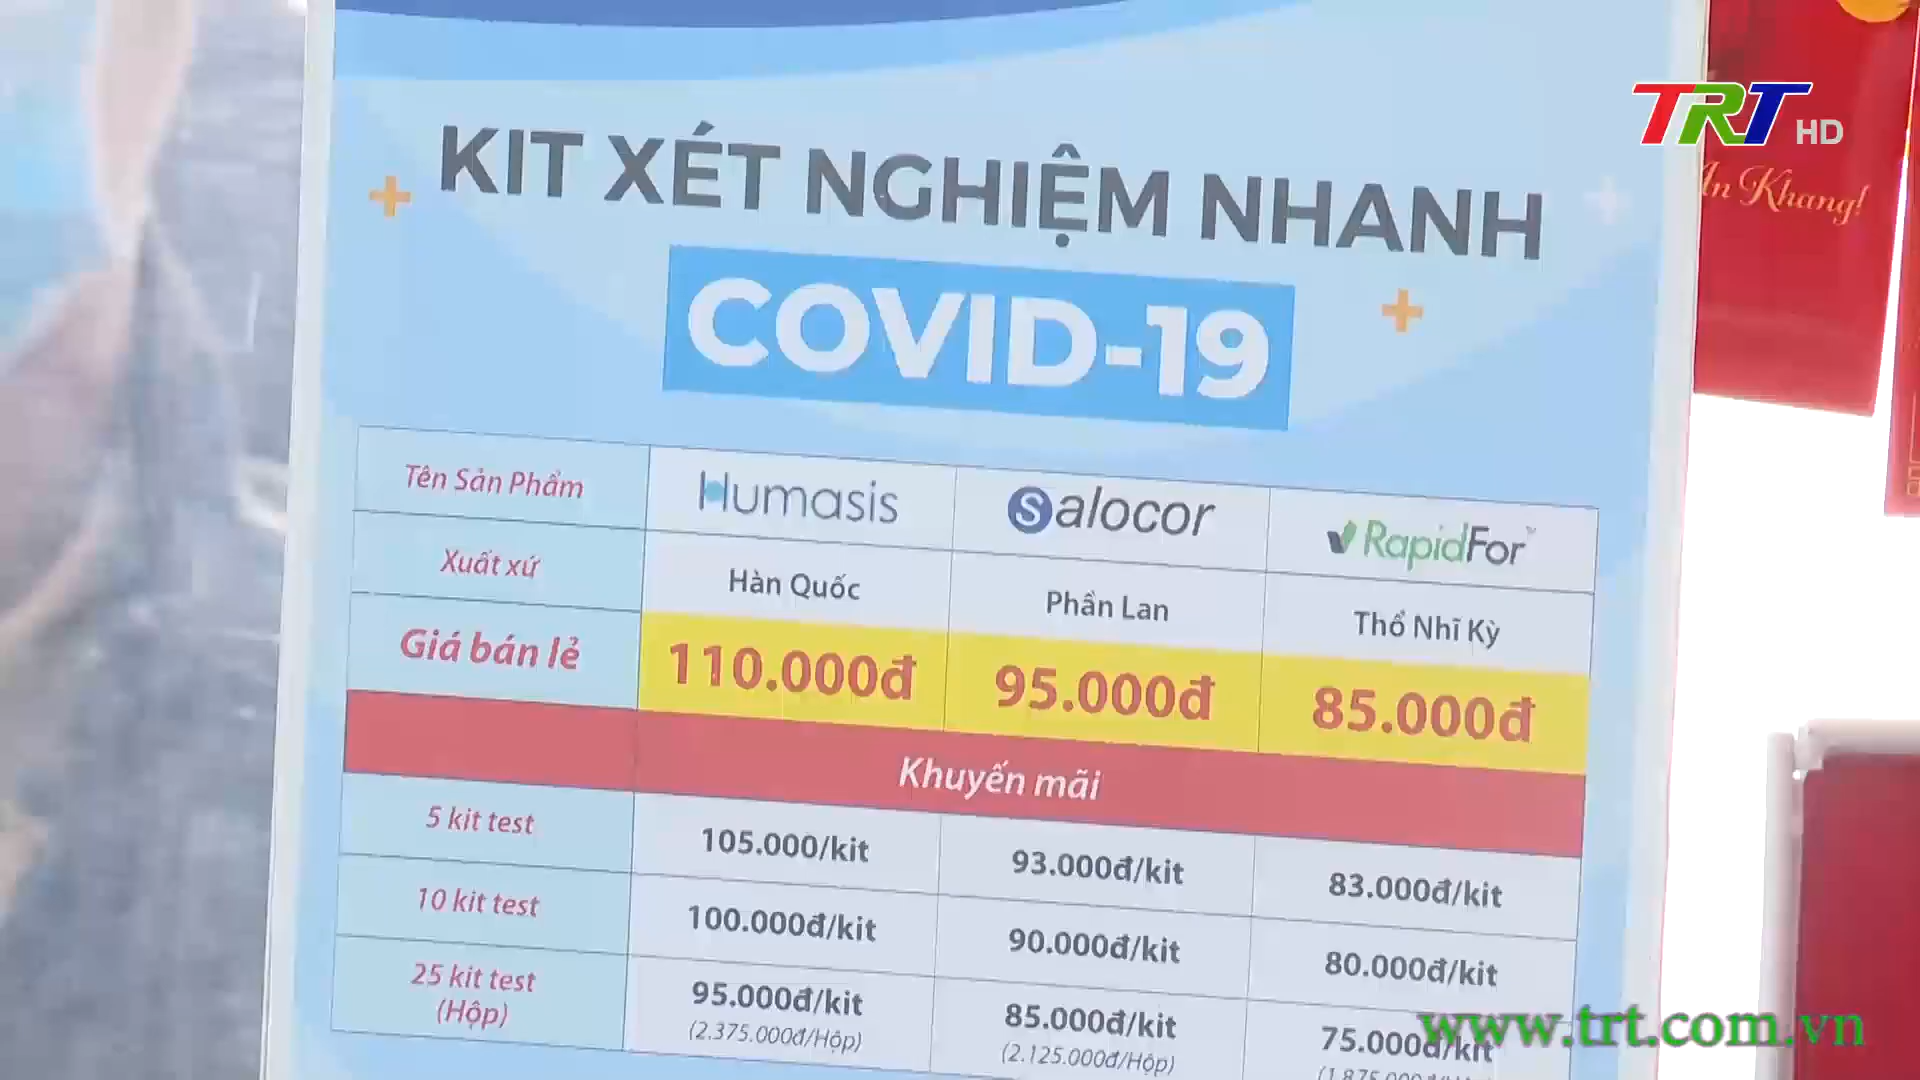 TRT HD
An Khang!
KIT XÉT NGHIỆM NHANH
COVID-19
Tên Sản Phẩm Humasis Salocor RapidFor™
Xuất xứ Hàn Quốc Phần Lan Thổ Nhĩ Kỳ
Giá bán lẻ 110.000đ 95.000đ 85.000đ
Khuyến mãi
5 kit test 105.000/kit 93.000đ/kit 83.000đ/kit
10 kit test 100.000đ/kit 90.000đ/kit 80.000đ/kit
25 kit test 95.000đ/kit 85.000đ/kit 75.000đ/kit
(Hộp) (2.375.000đ/Hộp) (2.125.000đ/Hộp)
www.trt.com.vn